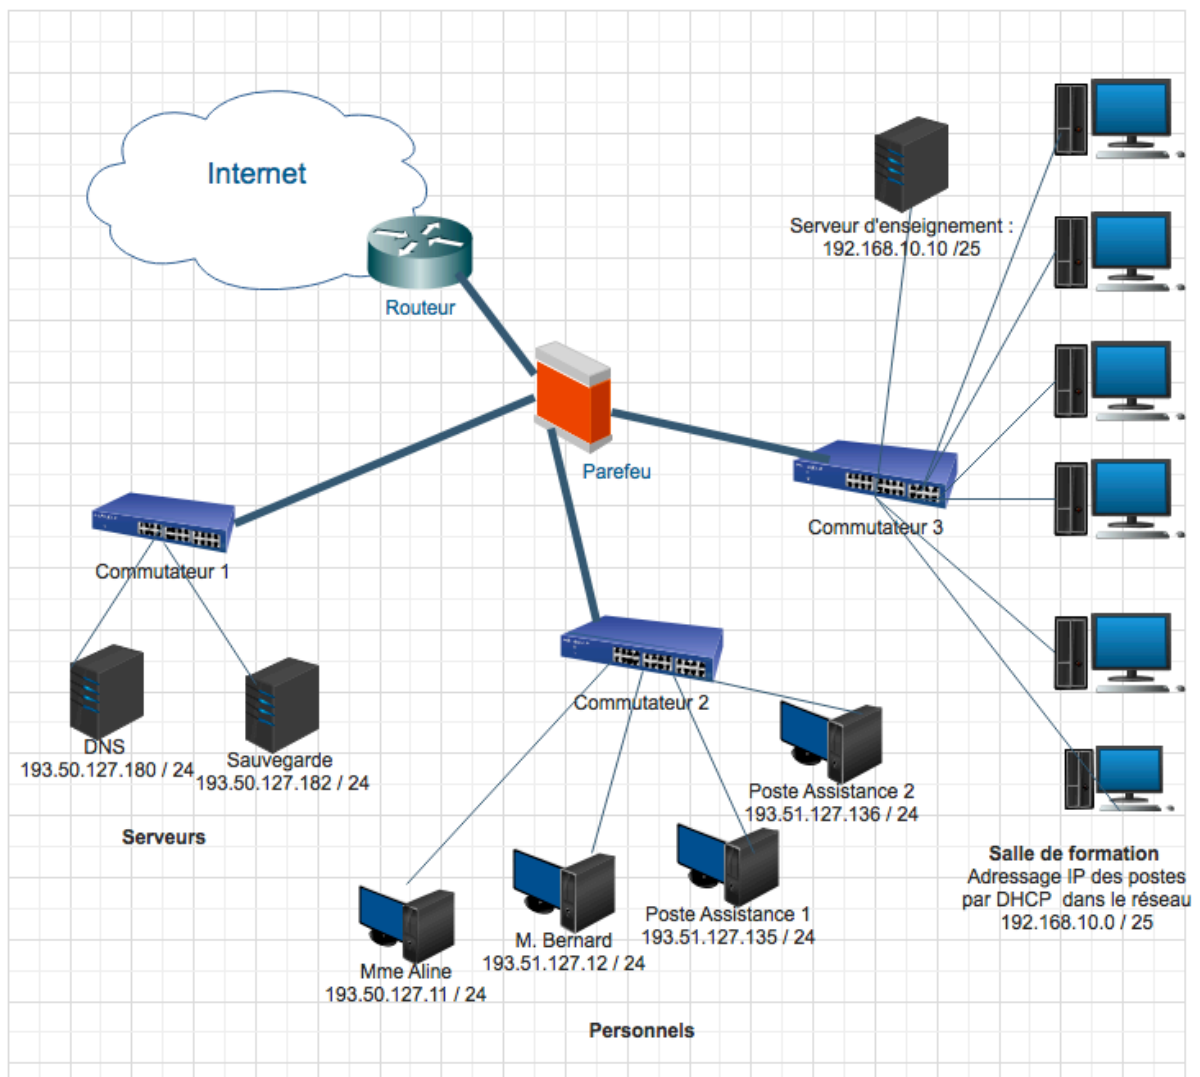 Internet
Routeur
Serveur d'enseignement :
192.168.10.10 /25
Parefeu
Commutateur 3
Commutateur 1
Commutateur 2
DNS
193.50.127.180 / 24
Sauvegarde
193.50.127.182 / 24
Serveurs
Poste Assistance 2
193.51.127.136 / 24
Poste Assistance 1
193.51.127.135 / 24
M. Bernard
193.51.127.12 / 24
Mme Aline
193.50.127.11 / 24
Personnels
Salle de formation
Adressage IP des postes
par DHCP dans le réseau
192.168.10.0 / 25